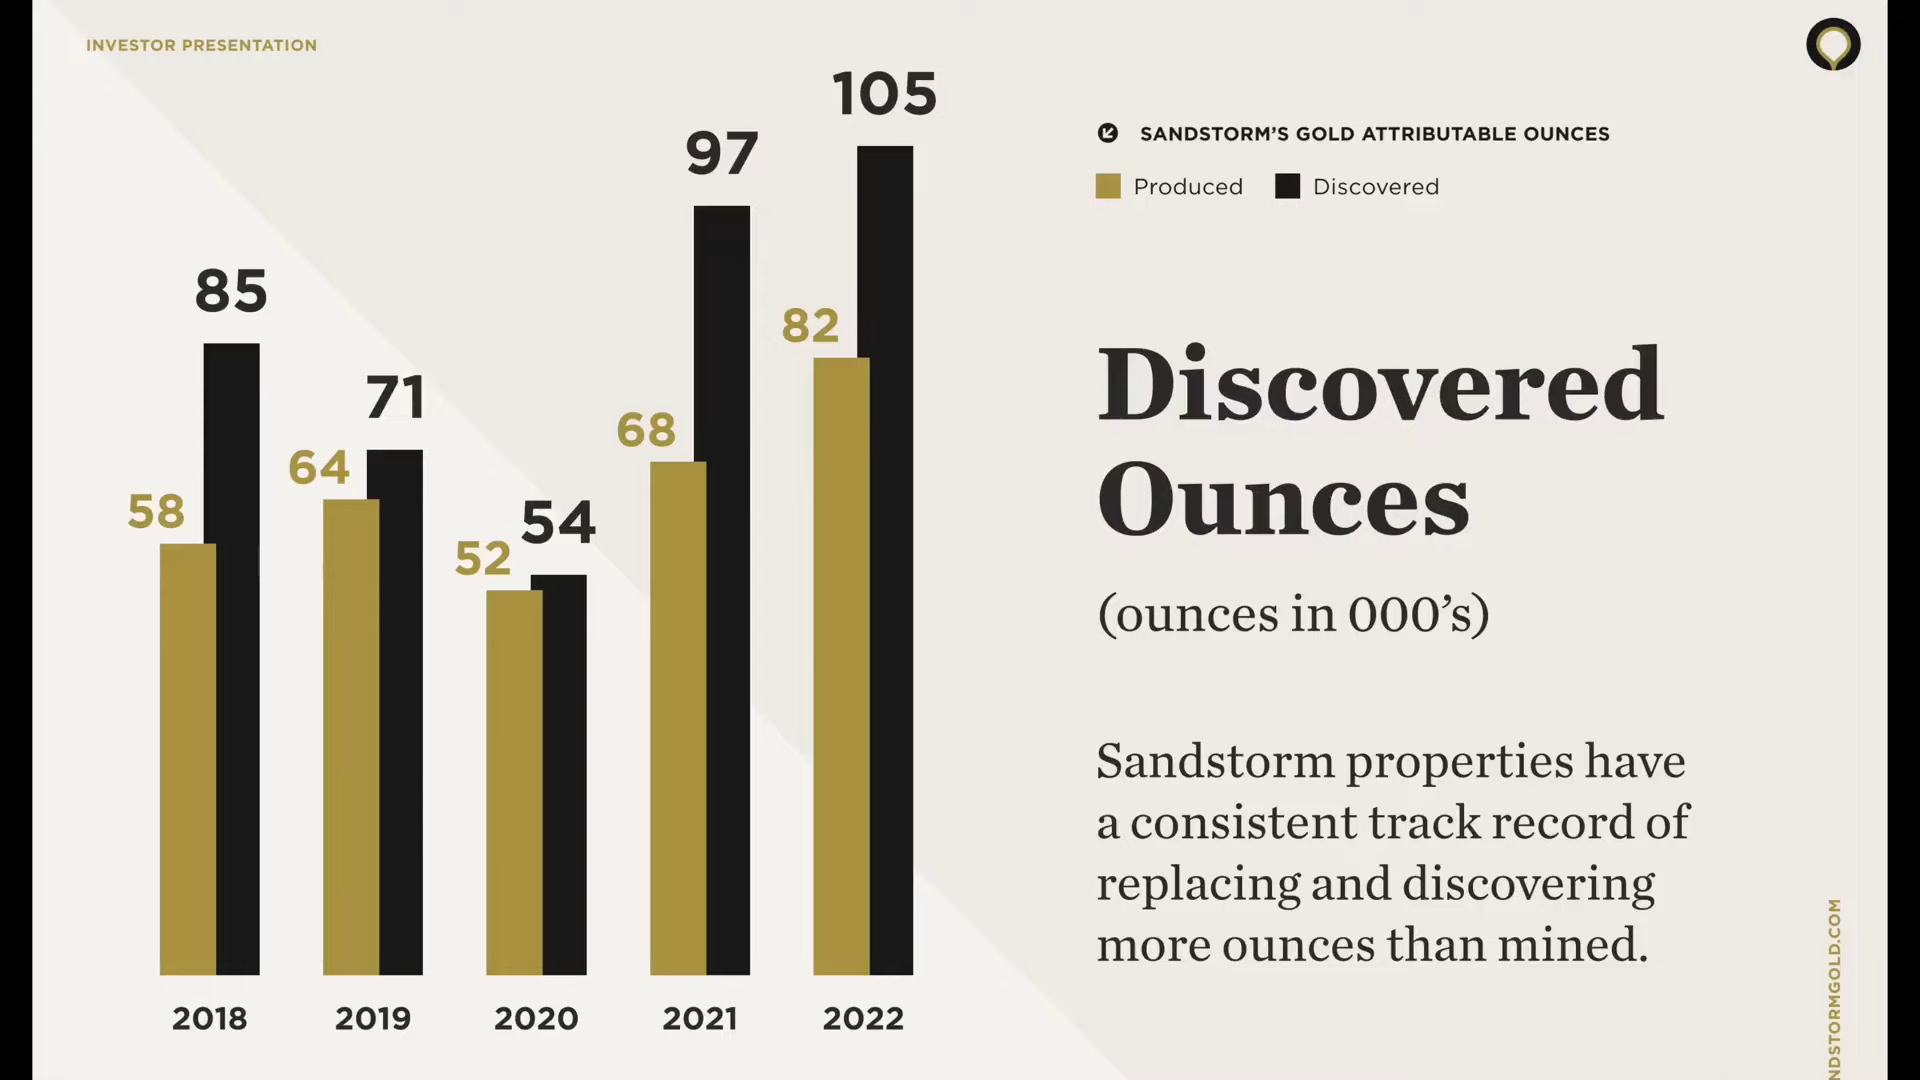 INVESTOR PRESENTATION
105
97
85
82
71
68
64
58
54
52
2018 2019 2020 2021 2022
SANDSTORM'S GOLD ATTRIBUTABLE OUNCES
Produced Discovered
Discovered
Ounces
(ounces in 000's)
Sandstorm properties have
a consistent track record of
replacing and discovering
more ounces than mined.
NDSTORMGOLD.COM